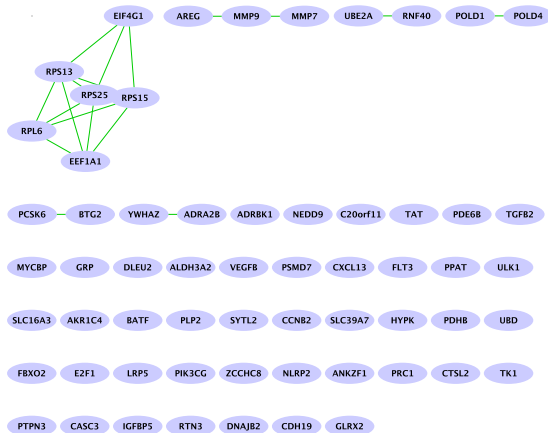 EIF4G1 AREG MMP9 MMP7 UBE2A RNF40 POLD1 POLD4
RPS13
RPS25 RPS15
RPL6
EEF1A1
PCSK6 BTG2 YWHAZ ADRA2B ADRBK1 NEDD9 C20orf11 TAT PDE6B TGFB2
MYCBP GRP DLEU2 ALDH3A2 VEGFB PSMD7 CXCL13 FLT3 PPAT ULK1
SLC16A3 AKR1C4 BATF PLP2 SYTL2 CCNB2 SLC39A7 HYPK PDHB UBD
FBXO2 E2F1 LRP5 PIK3CG ZCCHC8 NLRP2 ANKZF1 PRC1 CTSL2 TK1
PTPN3 CASC3 IGFBP5 RTN3 DNAJB2 CDH19 GLRX2